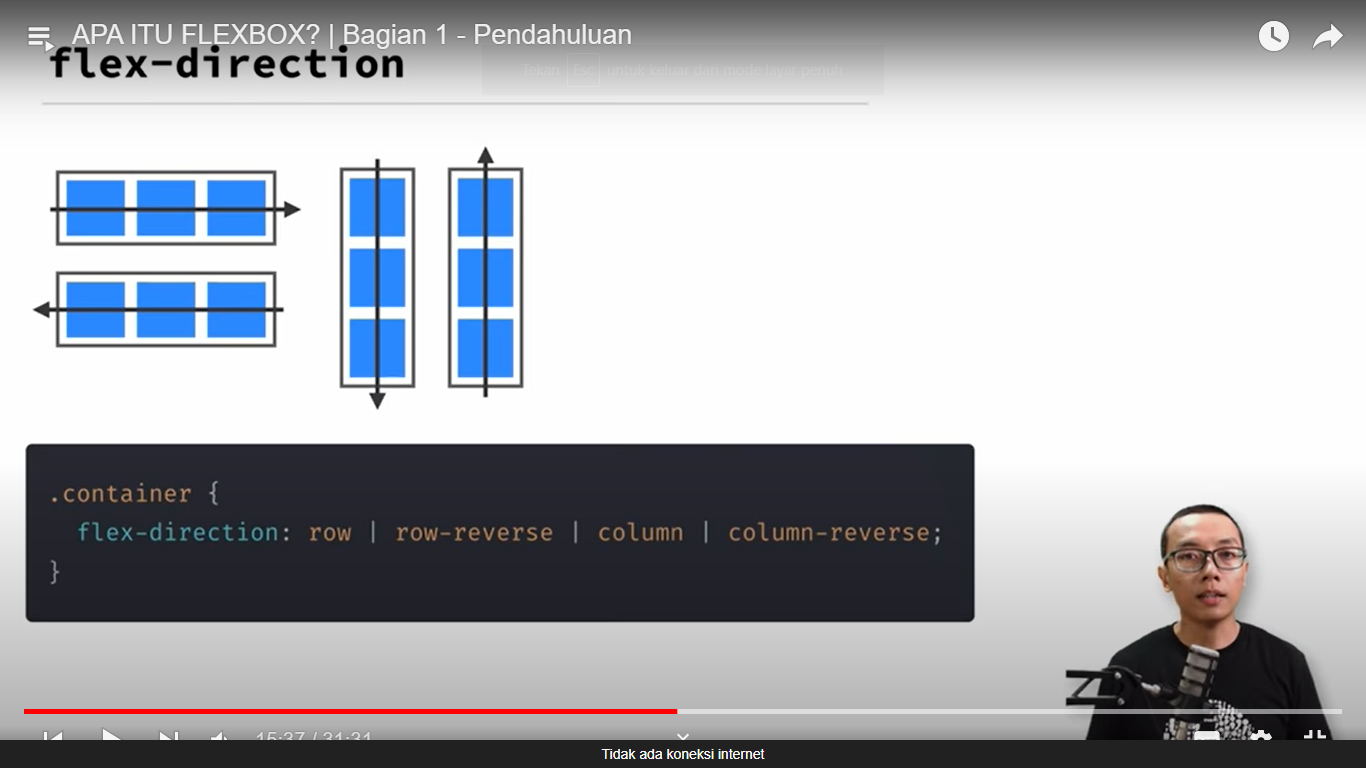 APA ITU FLEXBOX? | Bagian 1 - Pendahuluan
flex-direction
Tekan Esc untuk keluar dari mode layar penuh
.container {
flex-direction: row | row-reverse | column | column-reverse;
}
15:37 / 31:31
Tidak ada koneksi internet